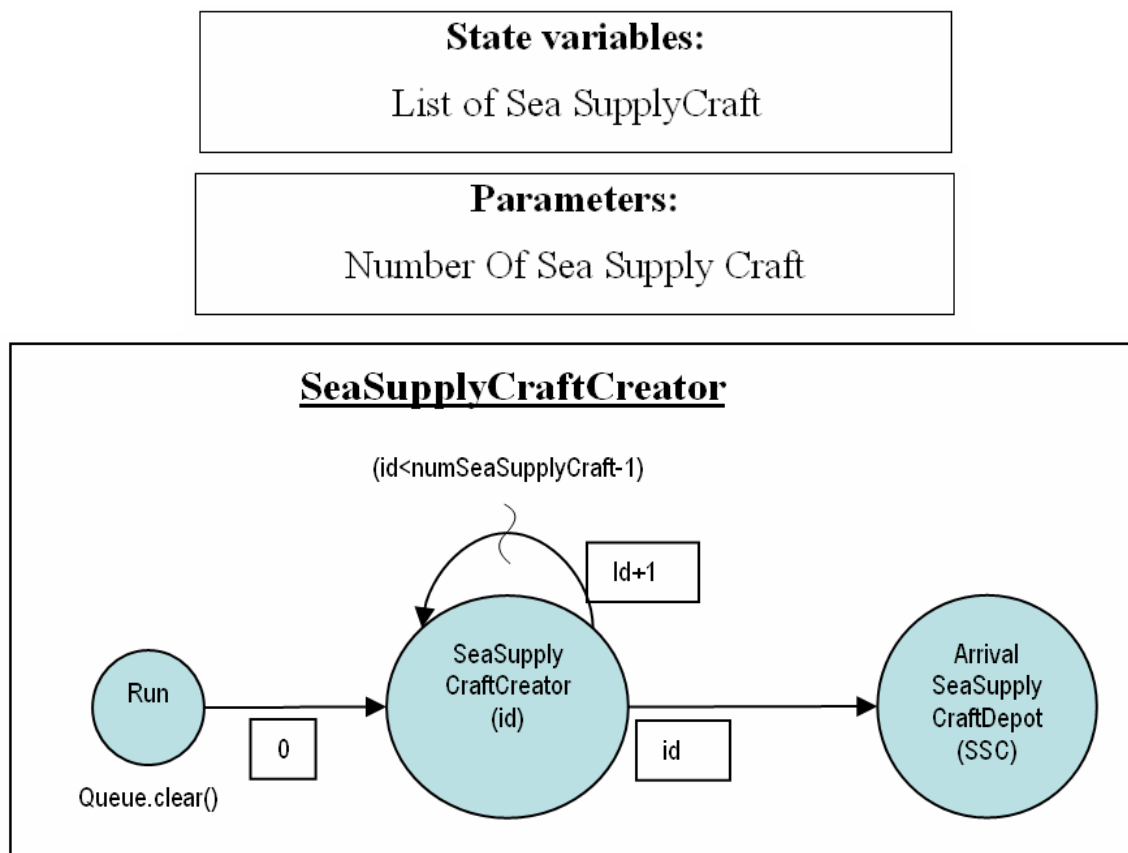 State variables:
List of Sea SupplyCraft
Parameters:
Number Of Sea Supply Craft
SeaSupplyCraftCreator
(id<numSeaSupplyCraft-1)
Id+1
SeaSupply
CraftCreator
(id)
Arrival
SeaSupply
CraftDepot
(SSC)
Run
0
id
Queue.clear()